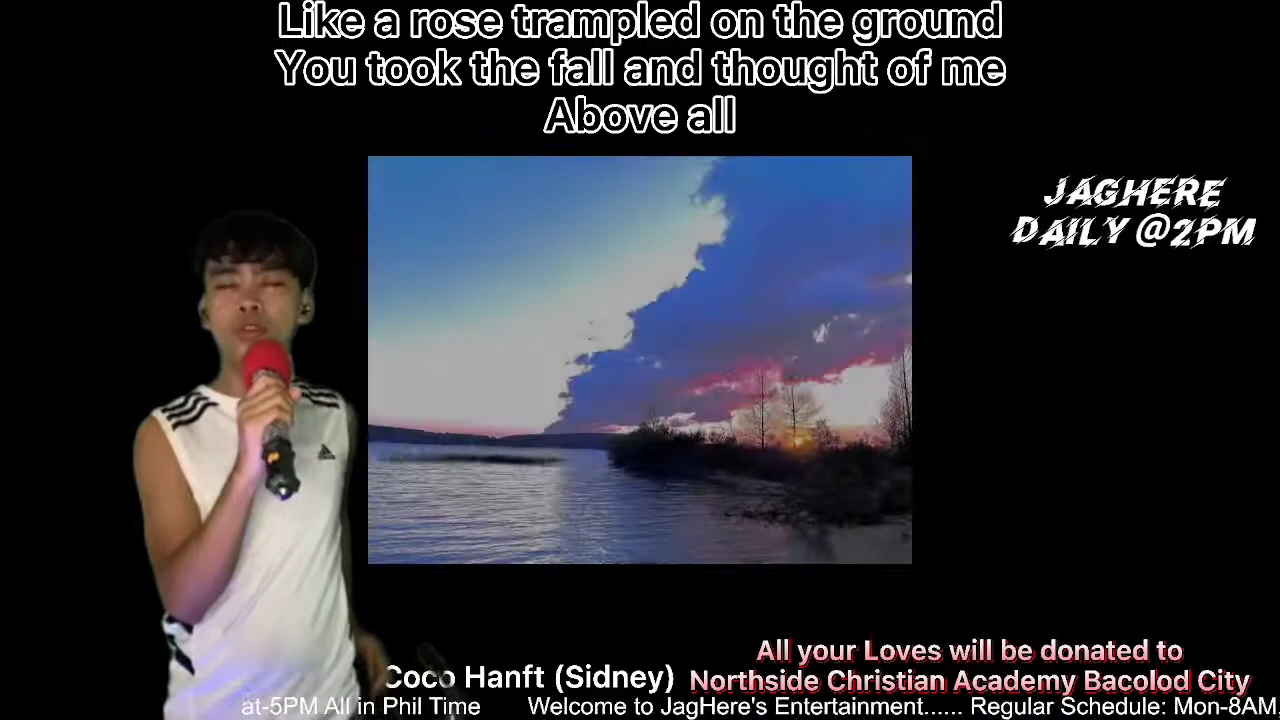 Like a rose trampled on the ground
You took the fall and thought of me
Above all
JAGHERE
DAILY @2PM
All your Loves will be donated to
Coco Hanft (Sidney)
Northside Christian Academy Bacolod City
at-5PM All in Phil Time Welcome to JagHere's Entertainment...... Regular Schedule: Mon-8AM